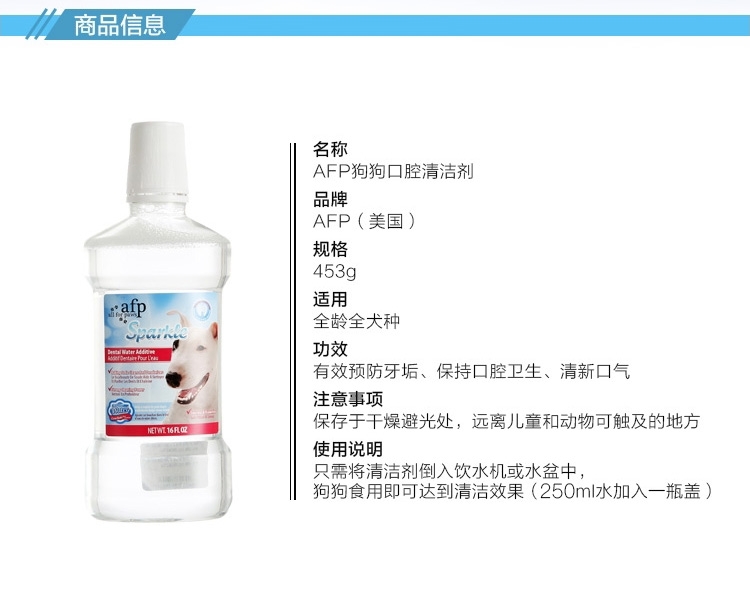 商品信息
名称
AFP狗狗口腔清洁剂
品牌
AFP（美国）
规格
453g
适用
全龄全犬种
功效
有效预防牙垢、保持口腔卫生、清新口气
注意事项
保存于干燥避光处，远离儿童和动物可触及的地方
使用说明
只需将清洁剂倒入饮水机或水盆中，
狗狗食用即可达到清洁效果（250ml水加入一瓶盖）
afp
all for paws
Sparkle
Dental Water Additive
Additif Dentaire Pour L'eau
NET WT. 16 FL OZ